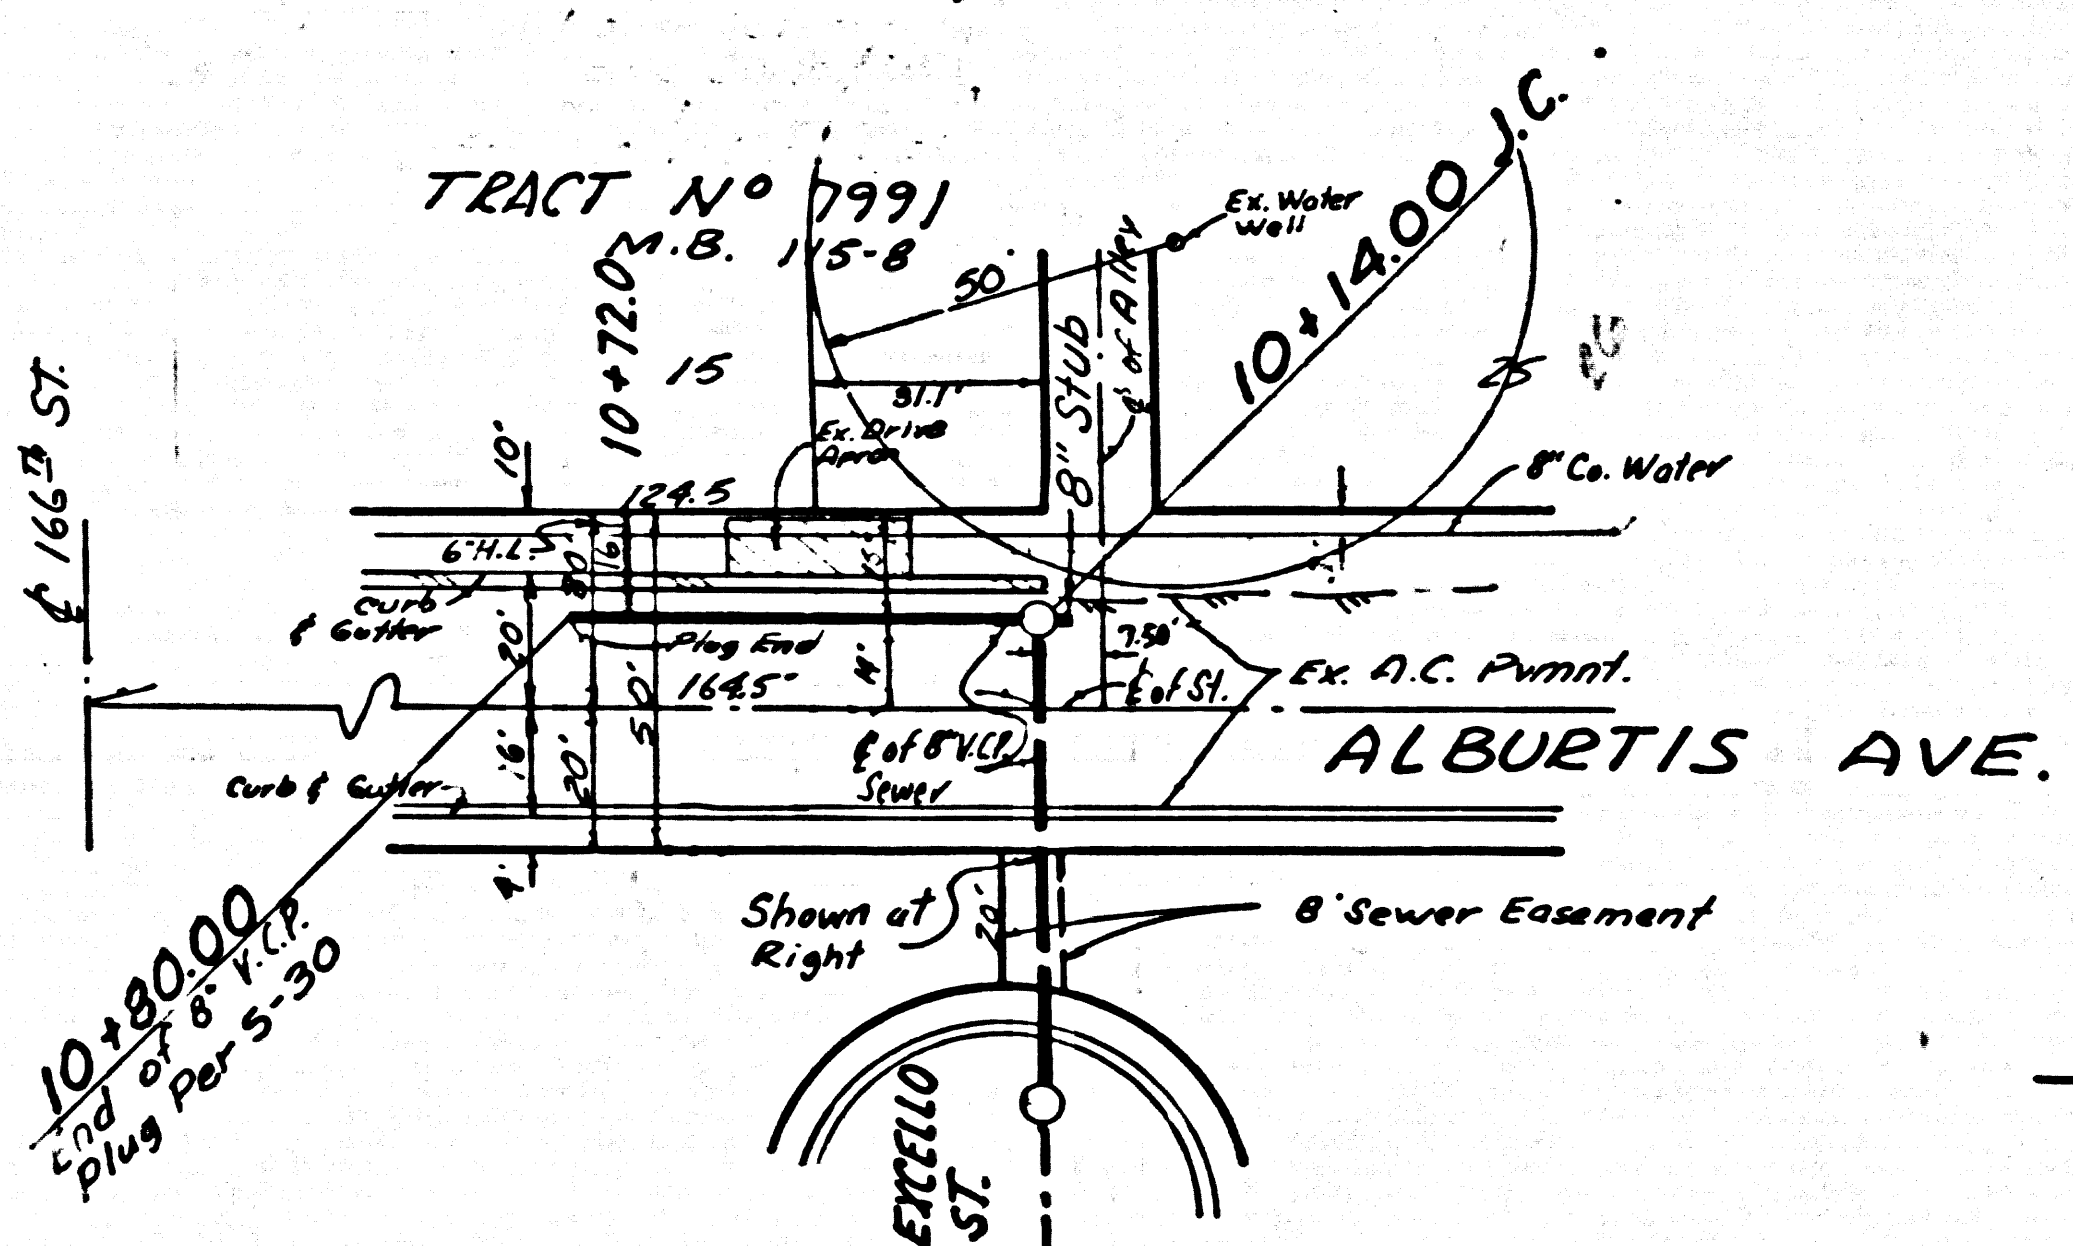 TRACT Nº 7991
M.B. 115-8
15
10+72.0
124.5
50'
Ex. Water
Well
10+14.00 J.C.
31.1'
Ex. Drive
Apron
8" Stub
℄ of Alley
25
8" Co. Water
℄ 166TH ST.
10'
6" H.L.
16
30
Curb
& Gutter
20'
Plug End
164.5
50'
14'
7.50'
℄ of St.
Ex. A.C. Pvmnt.
℄ of 8" V.C.P.
Sewer
ALBURTIS AVE.
16'
20'
Curb & Gutter
Shown at
Right
20'
8' Sewer Easement
10+80.00
End of 8" V.C.P.
Plug Per S-30
EXCELLO
ST.